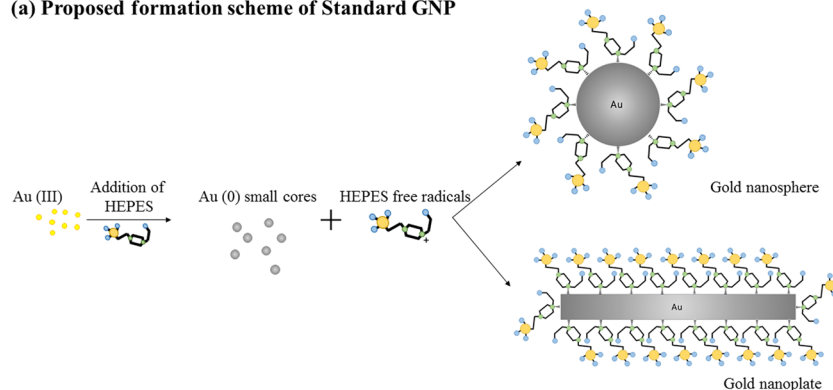 (a) Proposed formation scheme of Standard GNP
Au (III)
Addition of
HEPES
Au (0) small cores
+
HEPES free radicals
+
Au
Gold nanosphere
Au
Gold nanoplate